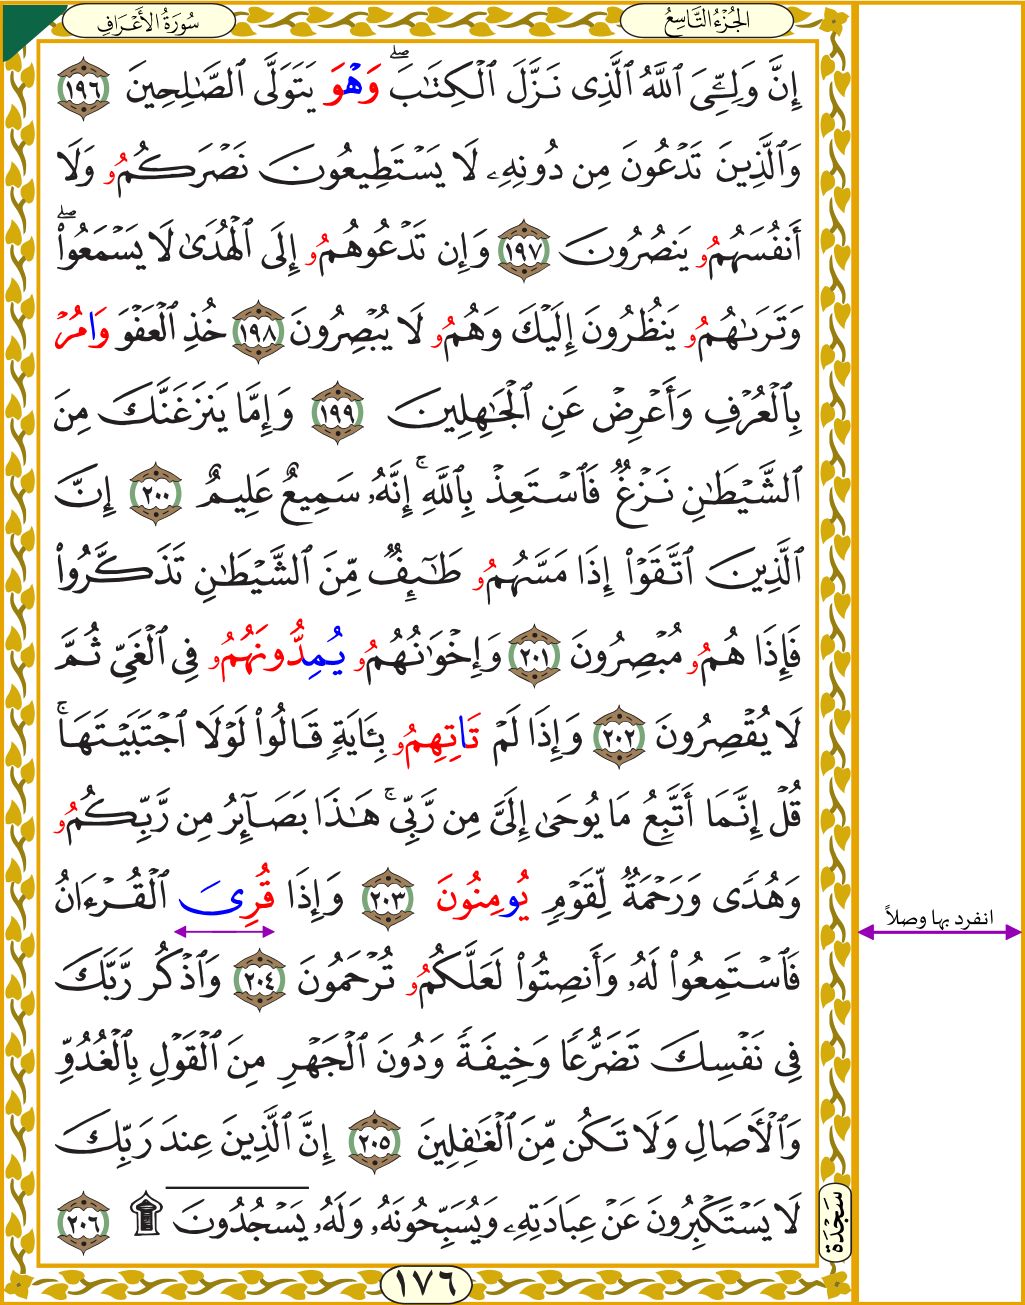 سُورَةُ الأَعْرَافِ
الجُزْءُ التَّاسِعُ
إِنَّ وَلِـِّۧيَ ٱللَّهُ ٱلَّذِى نَزَّلَ ٱلْكِتَٰبَۖ وَهْوَ يَتَوَلَّى ٱلصَّٰلِحِينَ ١٩٦
وَٱلَّذِينَ تَدْعُونَ مِن دُونِهِۦ لَا يَسْتَطِيعُونَ نَصْرَكُمُۥ وَلَا
أَنفُسَهُمُۥ يَنصُرُونَ ١٩٧ وَإِن تَدْعُوهُمُۥ إِلَى ٱلْهُدَىٰ لَا يَسْمَعُواْۖ
وَتَرَىٰهُمُۥ يَنظُرُونَ إِلَيْكَ وَهُمُۥ لَا يُبْصِرُونَ ١٩٨ خُذِ ٱلْعَفْوَ وَامُرْ
بِٱلْعُرْفِ وَأَعْرِضْ عَنِ ٱلْجَٰهِلِينَ ١٩٩ وَإِمَّا يَنزَغَنَّكَ مِنَ
ٱلشَّيْطَٰنِ نَزْغٌ فَٱسْتَعِذْ بِٱللَّهِۚ إِنَّهُۥ سَمِيعٌ عَلِيمٌ ٢٠٠ إِنَّ
ٱلَّذِينَ ٱتَّقَوْاْ إِذَا مَسَّهُمُۥ طَٰٓئِفٌ مِّنَ ٱلشَّيْطَٰنِ تَذَكَّرُواْ
فَإِذَا هُمُۥ مُبْصِرُونَ ٢٠١ وَإِخْوَٰنُهُمُۥ يُمِدُّونَهُمُۥ فِى ٱلْغَىِّ ثُمَّ
لَا يُقْصِرُونَ ٢٠٢ وَإِذَا لَمْ تَاتِهِمُۥ بِـَٔايَةٍ قَالُواْ لَوْلَا ٱجْتَبَيْتَهَاۚ
قُلْ إِنَّمَا أَتَّبِعُ مَا يُوحَىٰ إِلَىَّ مِن رَّبِّىۚ هَٰذَا بَصَآئِرُ مِن رَّبِّكُمُۥ
وَهُدًى وَرَحْمَةٌ لِّقَوْمٍ يُومِنُونَ ٢٠٣ وَإِذَا قُرِىَ ٱلْقُرْءَانُ
فَٱسْتَمِعُواْ لَهُۥ وَأَنصِتُواْ لَعَلَّكُمُۥ تُرْحَمُونَ ٢٠٤ وَٱذْكُر رَّبَّكَ
فِى نَفْسِكَ تَضَرُّعًا وَخِيفَةً وَدُونَ ٱلْجَهْرِ مِنَ ٱلْقَوْلِ بِٱلْغُدُوِّ
وَٱلْأَصَالِ وَلَا تَكُن مِّنَ ٱلْغَٰفِلِينَ ٢٠٥ إِنَّ ٱلَّذِينَ عِندَ رَبِّكَ
لَا يَسْتَكْبِرُونَ عَنْ عِبَادَتِهِۦ وَيُسَبِّحُونَهُۥ وَلَهُۥ يَسْجُدُونَ ۩ ٢٠٦
انفرد بها وصلاً
سَجْدَة
١٧٦